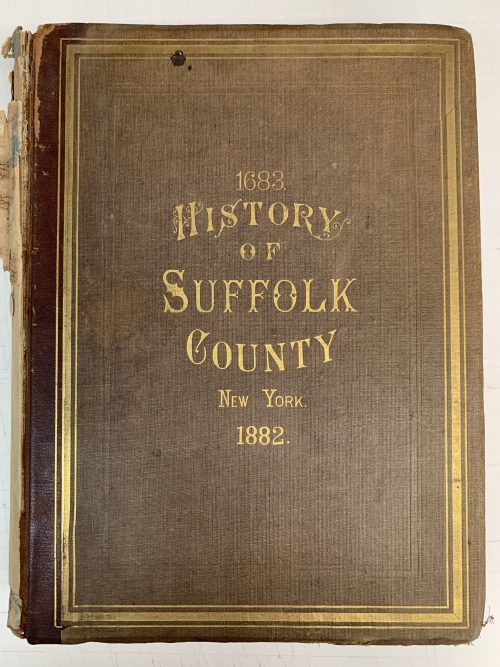 1683.
HISTORY
OF
SUFFOLK
COUNTY
NEW YORK.
1882.